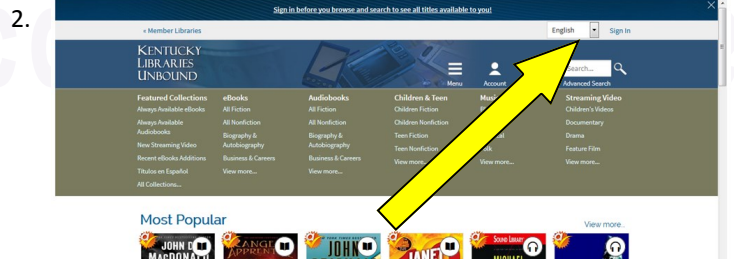 2.
Sign in before you browse and search to see all titles available to you!
« Member Libraries
English
Sign In
KENTUCKY
LIBRARIES
UNBOUND
Menu
Account
Search...
Advanced Search
Featured Collections
Always Available eBooks
Always Available
Audiobooks
New Streaming Video
Recent eBooks Additions
Títulos en Español
All Collections...
eBooks
All Fiction
All Nonfiction
Biography &
Autobiography
Business & Careers
View more...
Audiobooks
All Fiction
All Nonfiction
Biography &
Autobiography
Business & Careers
View more...
Children & Teen
Children Fiction
Children Nonfiction
Teen Fiction
Teen Nonfiction
View more...
View more...
Streaming Video
Children's Videos
Documentary
Drama
Feature Film
View more...
Most Popular
View more...
JOHN D
MACDONALD
JOHN
JANET
SOUND LIBRARY
MICHAEL